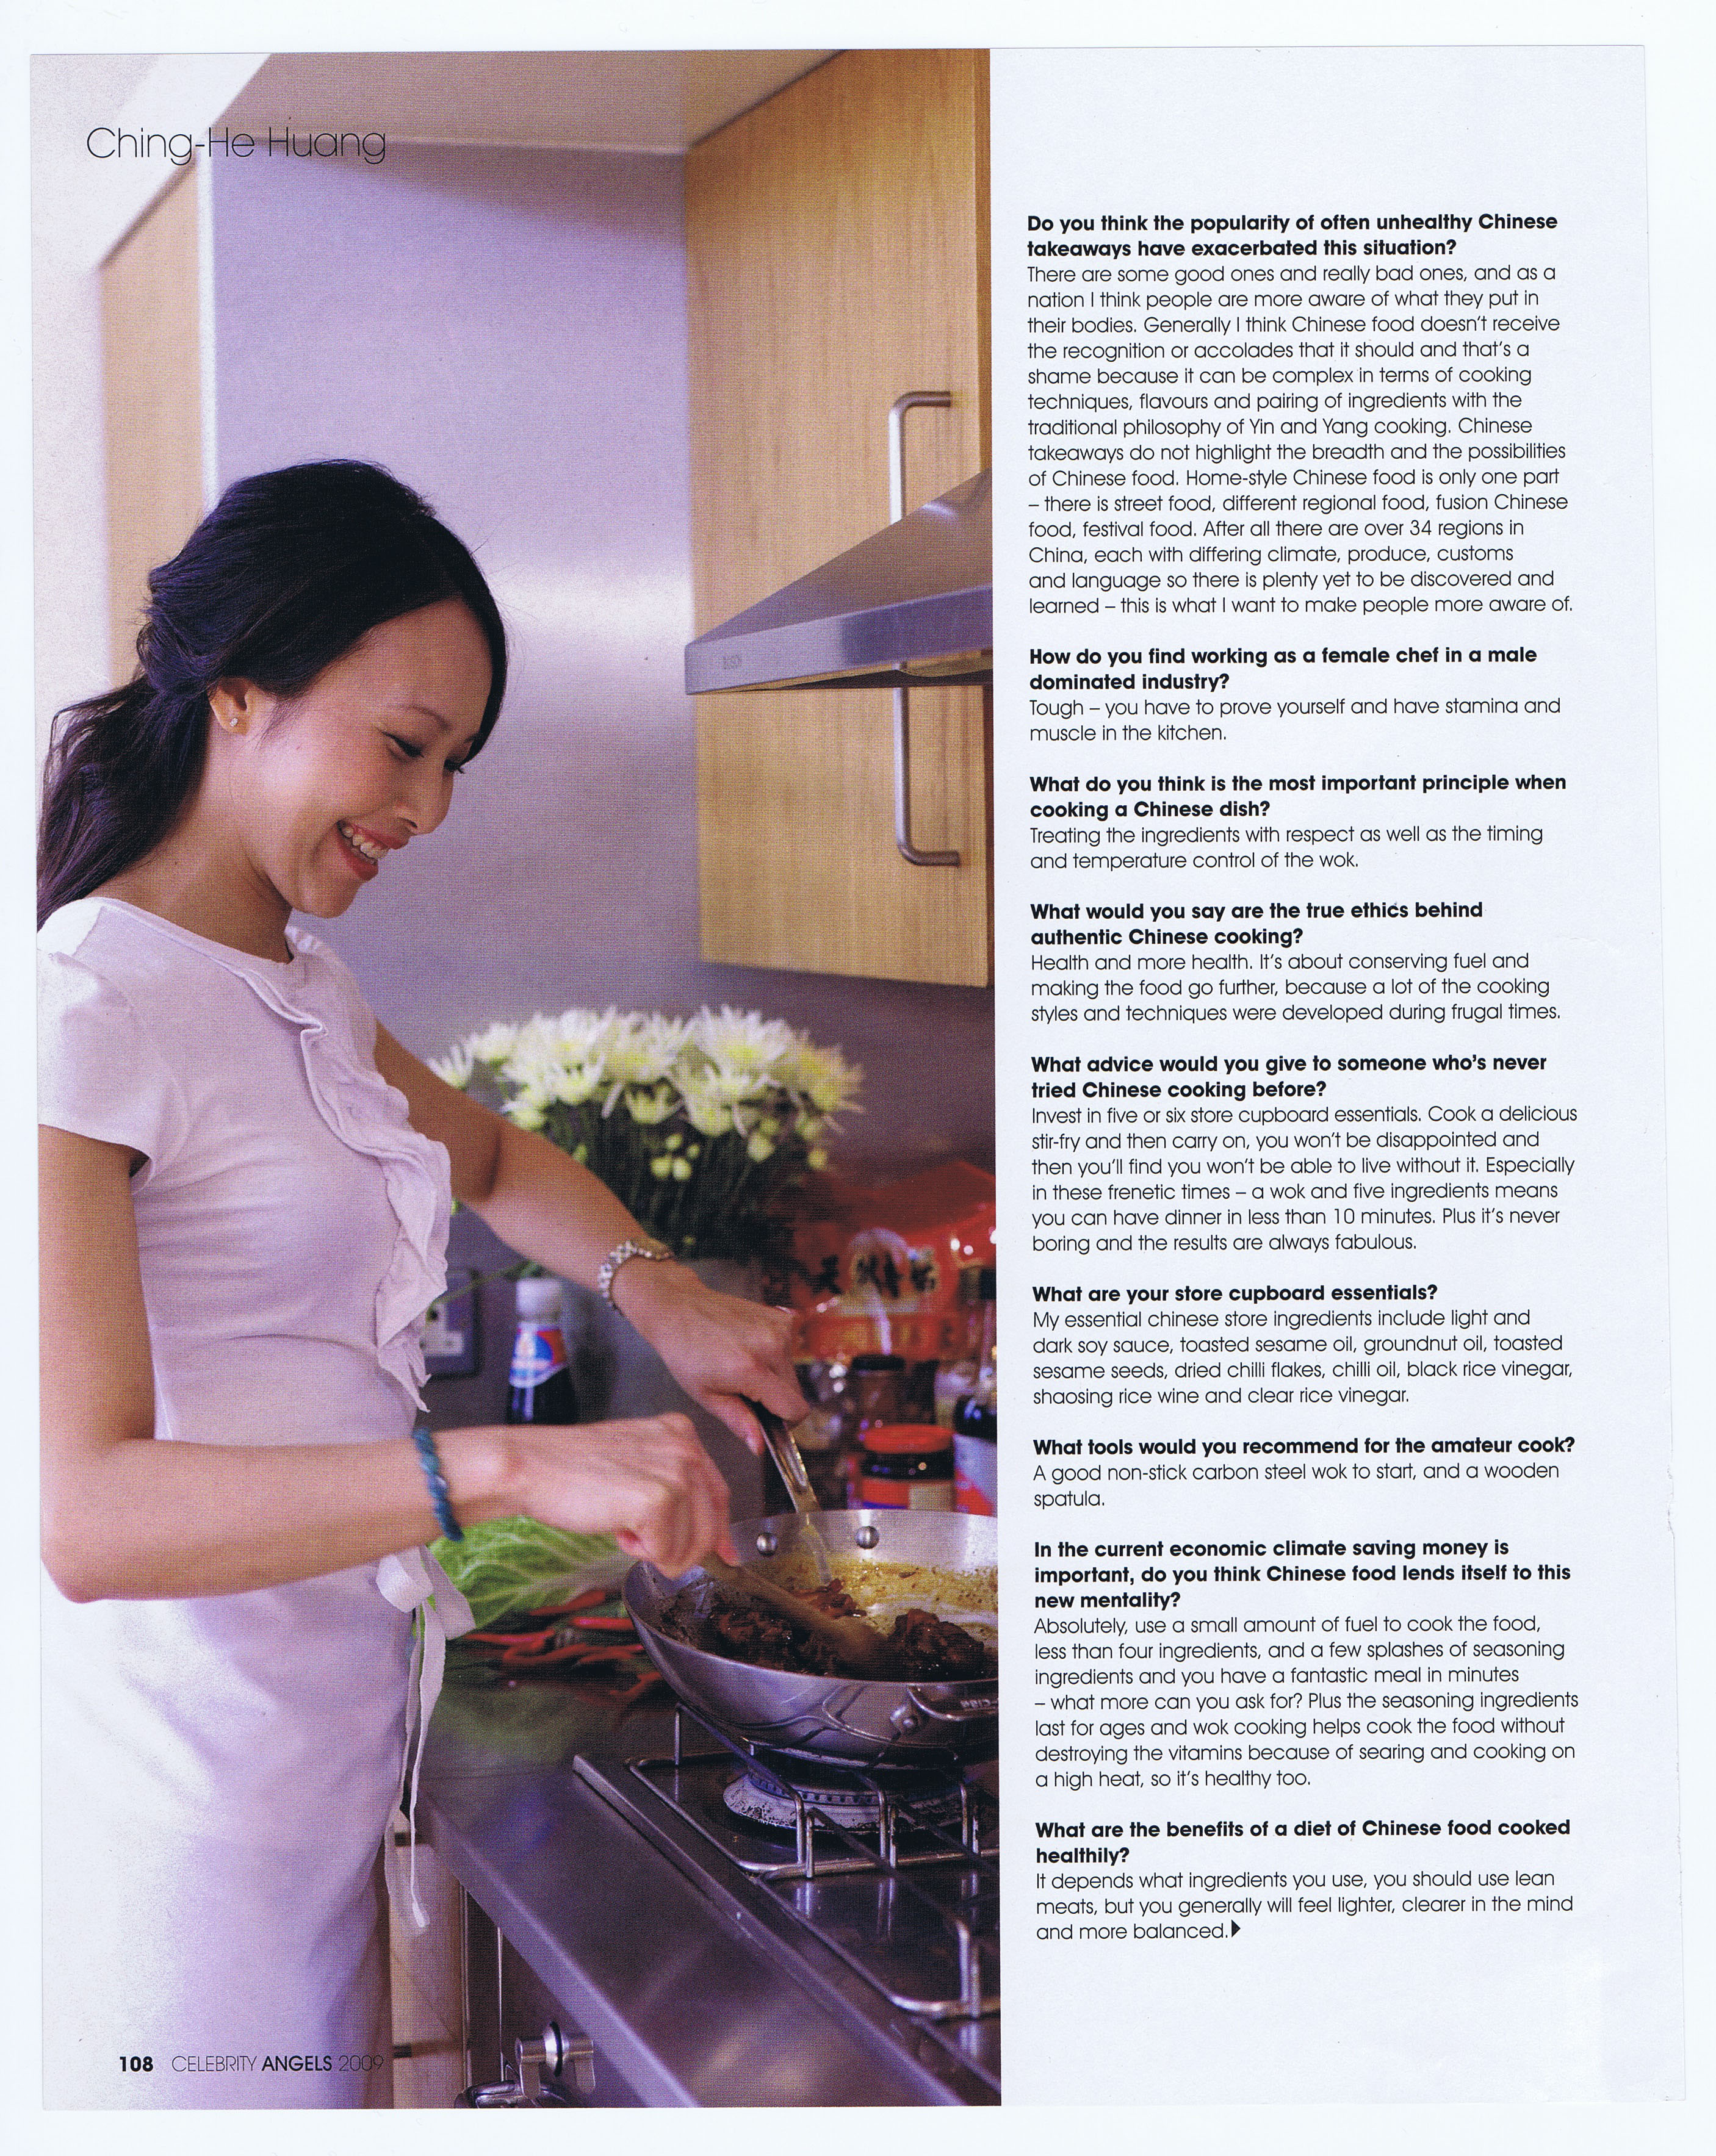 Ching-He Huang
Do you think the popularity of often unhealthy Chinese
takeaways have exacerbated this situation?
There are some good ones and really bad ones, and as a
nation I think people are more aware of what they put in
their bodies. Generally I think Chinese food doesn't receive
the recognition or accolades that it should and that's a
shame because it can be complex in terms of cooking
techniques, flavours and pairing of ingredients with the
traditional philosophy of Yin and Yang cooking. Chinese
takeaways do not highlight the breadth and the possibilities
of Chinese food. Home-style Chinese food is only one part
– there is street food, different regional food, fusion Chinese
food, festival food. After all there are over 34 regions in
China, each with differing climate, produce, customs
and language so there is plenty yet to be discovered and
learned – this is what I want to make people more aware of.
How do you find working as a female chef in a male
dominated industry?
Tough – you have to prove yourself and have stamina and
muscle in the kitchen.
What do you think is the most important principle when
cooking a Chinese dish?
Treating the ingredients with respect as well as the timing
and temperature control of the wok.
What would you say are the true ethics behind
authentic Chinese cooking?
Health and more health. It's about conserving fuel and
making the food go further, because a lot of the cooking
styles and techniques were developed during frugal times.
What advice would you give to someone who's never
tried Chinese cooking before?
Invest in five or six store cupboard essentials. Cook a delicious
stir-fry and then carry on, you won't be disappointed and
then you'll find you won't be able to live without it. Especially
in these frenetic times – a wok and five ingredients means
you can have dinner in less than 10 minutes. Plus it's never
boring and the results are always fabulous.
What are your store cupboard essentials?
My essential chinese store ingredients include light and
dark soy sauce, toasted sesame oil, groundnut oil, toasted
sesame seeds, dried chilli flakes, chilli oil, black rice vinegar,
shaosing rice wine and clear rice vinegar.
What tools would you recommend for the amateur cook?
A good non-stick carbon steel wok to start, and a wooden
spatula.
In the current economic climate saving money is
important, do you think Chinese food lends itself to this
new mentality?
Absolutely, use a small amount of fuel to cook the food,
less than four ingredients, and a few splashes of seasoning
ingredients and you have a fantastic meal in minutes
– what more can you ask for? Plus the seasoning ingredients
last for ages and wok cooking helps cook the food without
destroying the vitamins because of searing and cooking on
a high heat, so it's healthy too.
What are the benefits of a diet of Chinese food cooked
healthily?
It depends what ingredients you use, you should use lean
meats, but you generally will feel lighter, clearer in the mind
and more balanced.
108 CELEBRITY ANGELS 2009